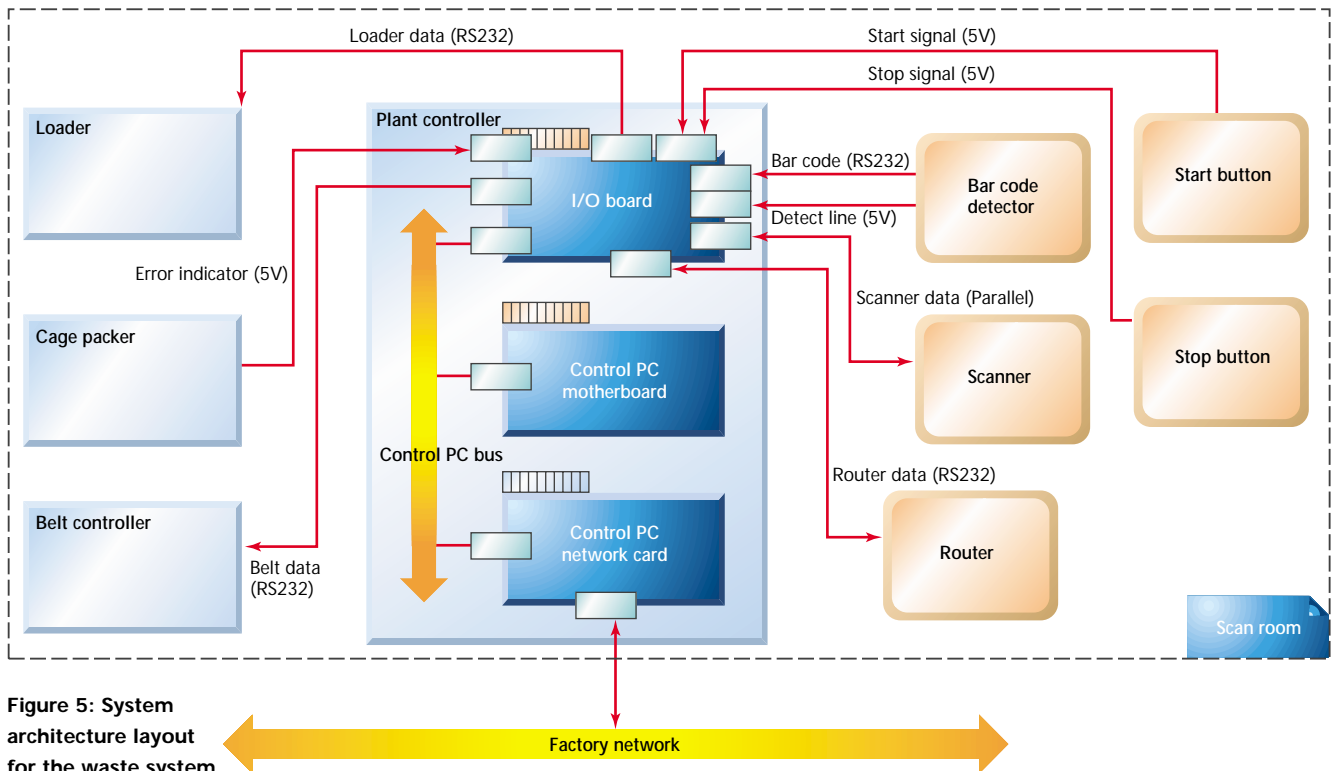 Loader data (RS232)
Start signal (5V)
Stop signal (5V)
Loader
Plant controller
I/O board
Bar code (RS232)
Detect line (5V)
Bar code
detector
Start button
Error indicator (5V)
Scanner data (Parallel)
Cage packer
Control PC
motherboard
Scanner
Stop button
Control PC bus
Router data (RS232)
Belt controller
Belt data
(RS232)
Control PC
network card
Router
Scan room
Figure 5: System
architecture layout
for the waste system
Factory network